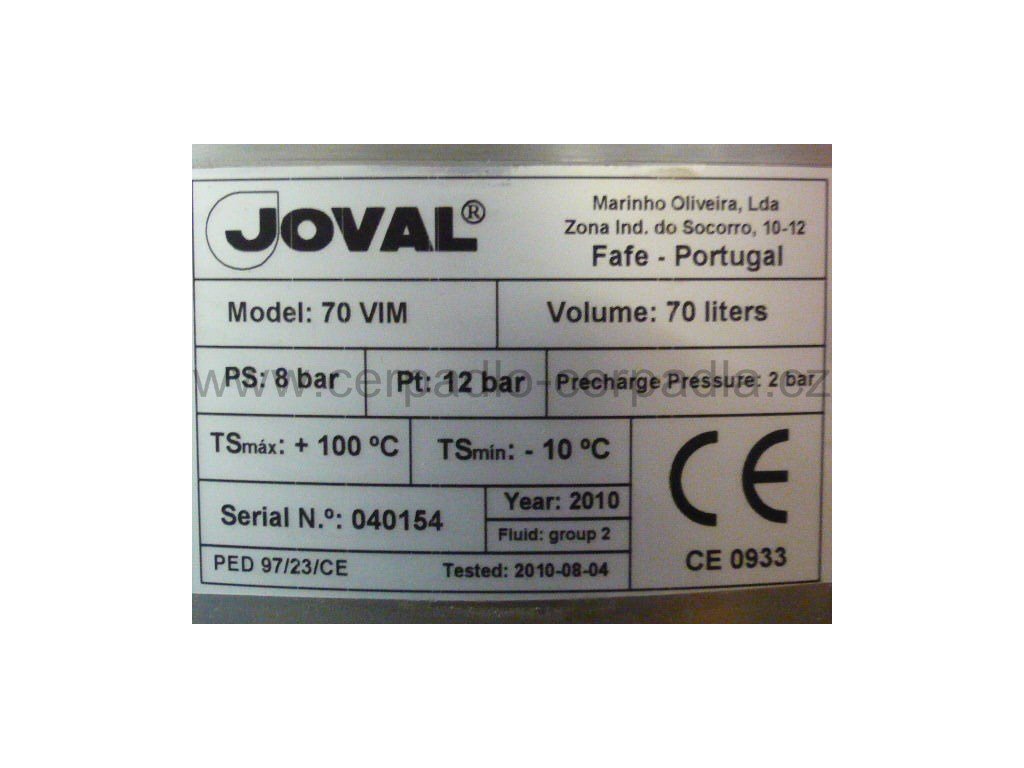 JOVAL®
Marinho Oliveira, Lda
Zona Ind. do Socorro, 10-12
Fafe - Portugal
Model: 70 VIM
Volume: 70 liters
PS: 8 bar
Pt: 12 bar
Precharge Pressure: 2 bar
www.cerpadlo-cerpadla.cz
TSmáx: + 100 ºC
TSmín: - 10 ºC
CE
Serial N.º: 040154
Year: 2010
Fluid: group 2
PED 97/23/CE
Tested: 2010-08-04
CE 0933